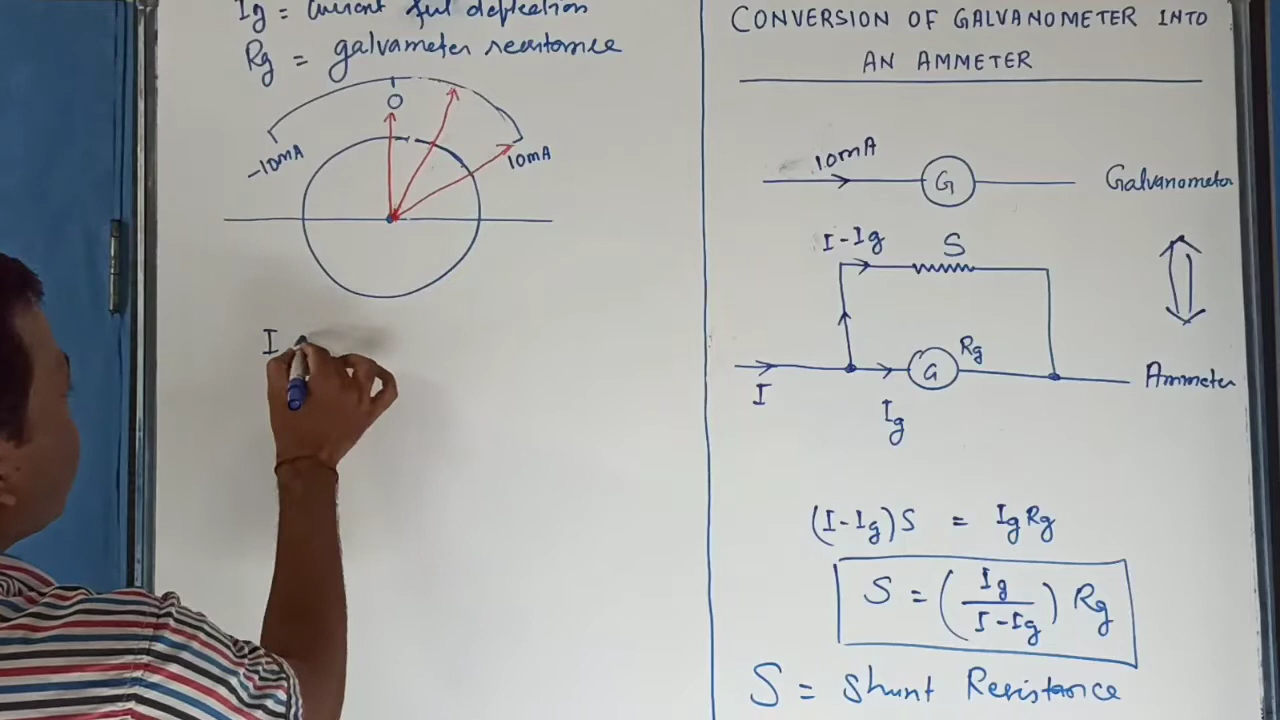 Ig = Current ful deflection
Rg = galvameter resistance
0
-10mA
10mA
I
CONVERSION OF GALVANOMETER INTO
AN AMMETER
10mA
G
Galvanometer
I-Ig
S
Rg
G
Ammeter
I
Ig
(I-Ig)S = IgRg
S = (Ig/I-Ig) Rg
S = Shunt Resistance